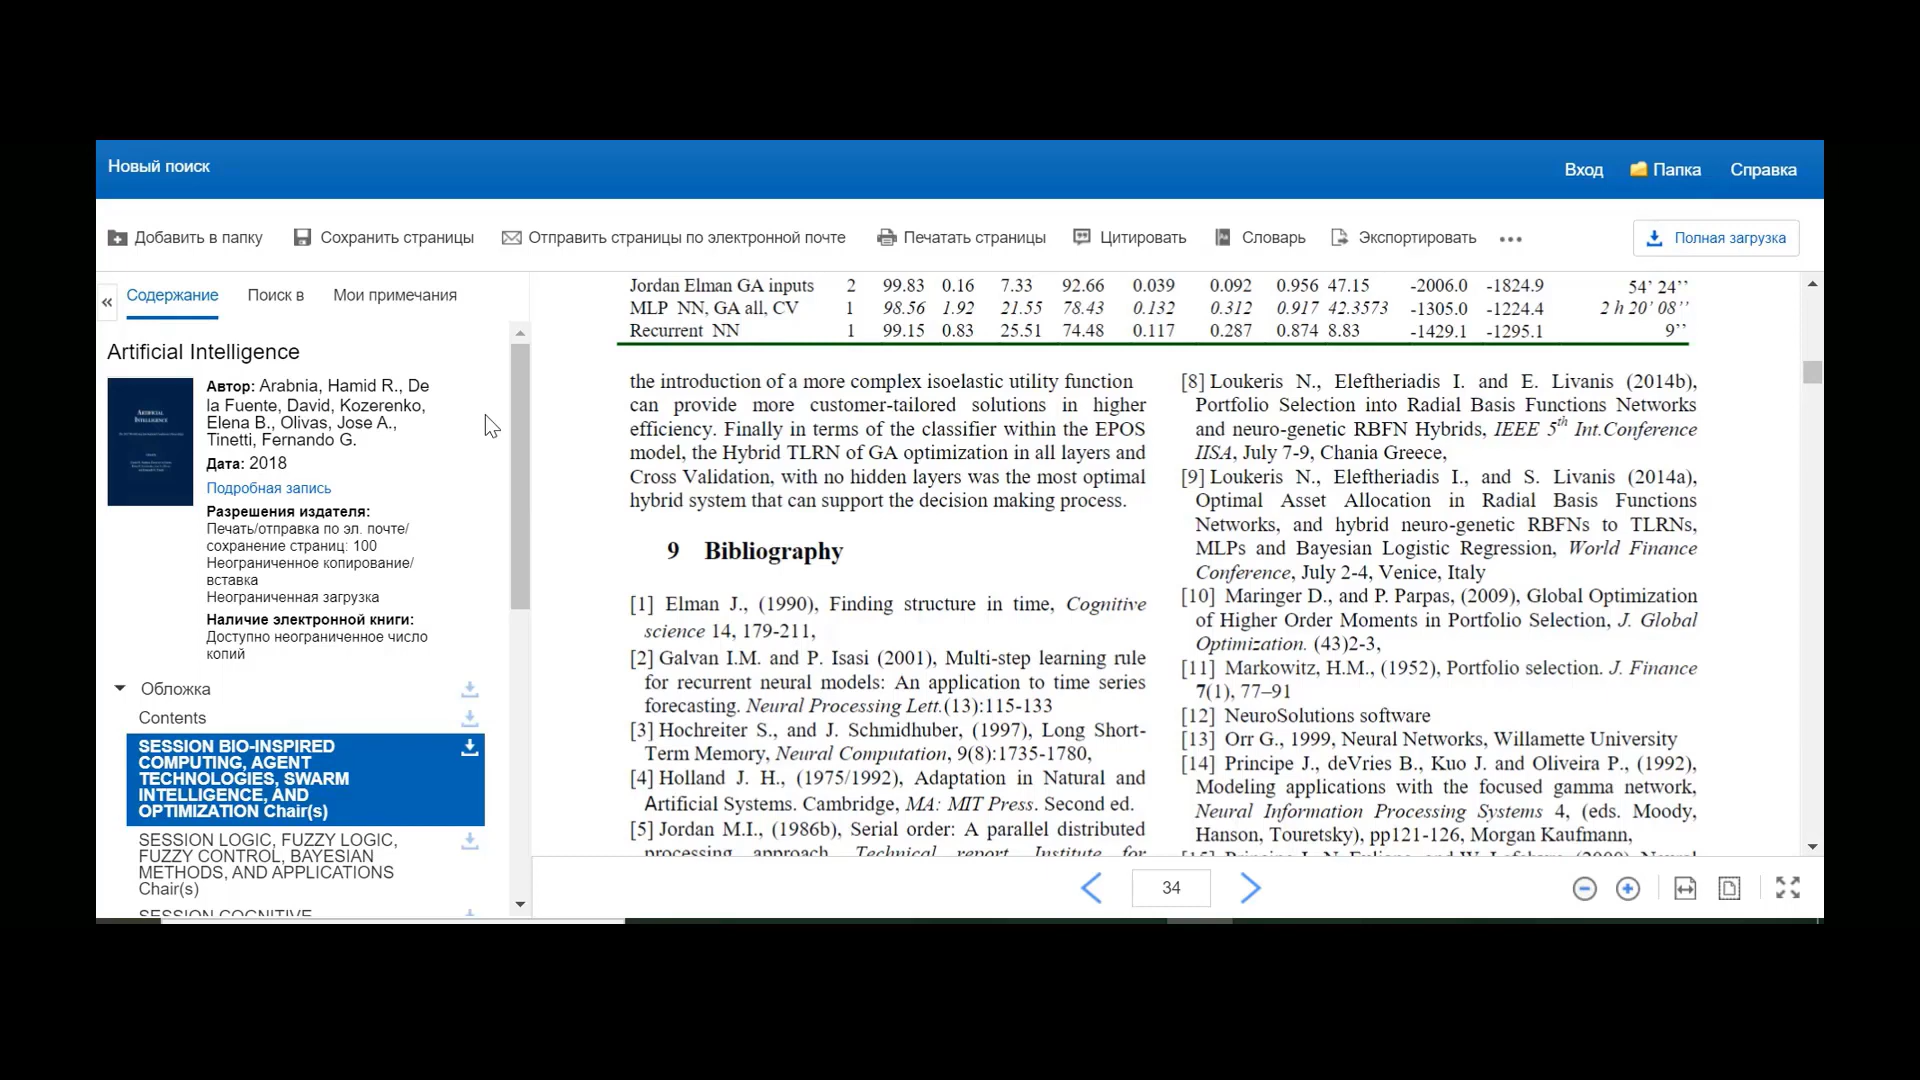 Новый поиск
Вход Папка Справка
Добавить в папку Сохранить страницы Отправить страницы по электронной почте Печатать страницы Цитировать Словарь Экспортировать ••• Полная загрузка
« Содержание Поиск в Мои примечания
Artificial Intelligence
ARTIFICIAL
INTELLIGENCE
Автор: Arabnia, Hamid R., De
la Fuente, David, Kozerenko,
Elena B., Olivas, Jose A.,
Tinetti, Fernando G.
Дата: 2018
Подробная запись
Разрешения издателя:
Печать/отправка по эл. почте/
сохранение страниц: 100
Неограниченное копирование/
вставка
Неограниченная загрузка
Наличие электронной книги:
Доступно неограниченное число
копий
Обложка
Contents
SESSION BIO-INSPIRED
COMPUTING, AGENT
TECHNOLOGIES, SWARM
INTELLIGENCE, AND
OPTIMIZATION Chair(s)
SESSION LOGIC, FUZZY LOGIC,
FUZZY CONTROL, BAYESIAN
METHODS, AND APPLICATIONS
Chair(s)
SESSION COGNITIVE
Jordan Elman GA inputs 2 99.83 0.16 7.33 92.66 0.039 0.092 0.956 47.15 -2006.0 -1824.9 54’ 24’’
MLP NN, GA all, CV 1 98.56 1.92 21.55 78.43 0.132 0.312 0.917 42.3573 -1305.0 -1224.4 2 h 20’ 08’’
Recurrent NN 1 99.15 0.83 25.51 74.48 0.117 0.287 0.874 8.83 -1429.1 -1295.1 9’’
the introduction of a more complex isoelastic utility function
can provide more customer-tailored solutions in higher
efficiency. Finally in terms of the classifier within the EPOS
model, the Hybrid TLRN of GA optimization in all layers and
Cross Validation, with no hidden layers was the most optimal
hybrid system that can support the decision making process.
9 Bibliography
[1] Elman J., (1990), Finding structure in time, Cognitive
science 14, 179-211,
[2] Galvan I.M. and P. Isasi (2001), Multi-step learning rule
for recurrent neural models: An application to time series
forecasting. Neural Processing Lett.(13):115-133
[3] Hochreiter S., and J. Schmidhuber, (1997), Long Short-
Term Memory, Neural Computation, 9(8):1735-1780,
[4] Holland J. H., (1975/1992), Adaptation in Natural and
Artificial Systems. Cambridge, MA: MIT Press. Second ed.
[5] Jordan M.I., (1986b), Serial order: A parallel distributed
processing approach, Technical report, Institute for
[8] Loukeris N., Eleftheriadis I. and E. Livanis (2014b),
Portfolio Selection into Radial Basis Functions Networks
and neuro-genetic RBFN Hybrids, IEEE 5th Int.Conference
IISA, July 7-9, Chania Greece,
[9] Loukeris N., Eleftheriadis I., and S. Livanis (2014a),
Optimal Asset Allocation in Radial Basis Functions
Networks, and hybrid neuro-genetic RBFNs to TLRNs,
MLPs and Bayesian Logistic Regression, World Finance
Conference, July 2-4, Venice, Italy
[10] Maringer D., and P. Parpas, (2009), Global Optimization
of Higher Order Moments in Portfolio Selection, J. Global
Optimization. (43)2-3,
[11] Markowitz, H.M., (1952), Portfolio selection. J. Finance
7(1), 77–91
[12] NeuroSolutions software
[13] Orr G., 1999, Neural Networks, Willamette University
[14] Principe J., deVries B., Kuo J. and Oliveira P., (1992),
Modeling applications with the focused gamma network,
Neural Information Processing Systems 4, (eds. Moody,
Hanson, Touretsky), pp121-126, Morgan Kaufmann,
34